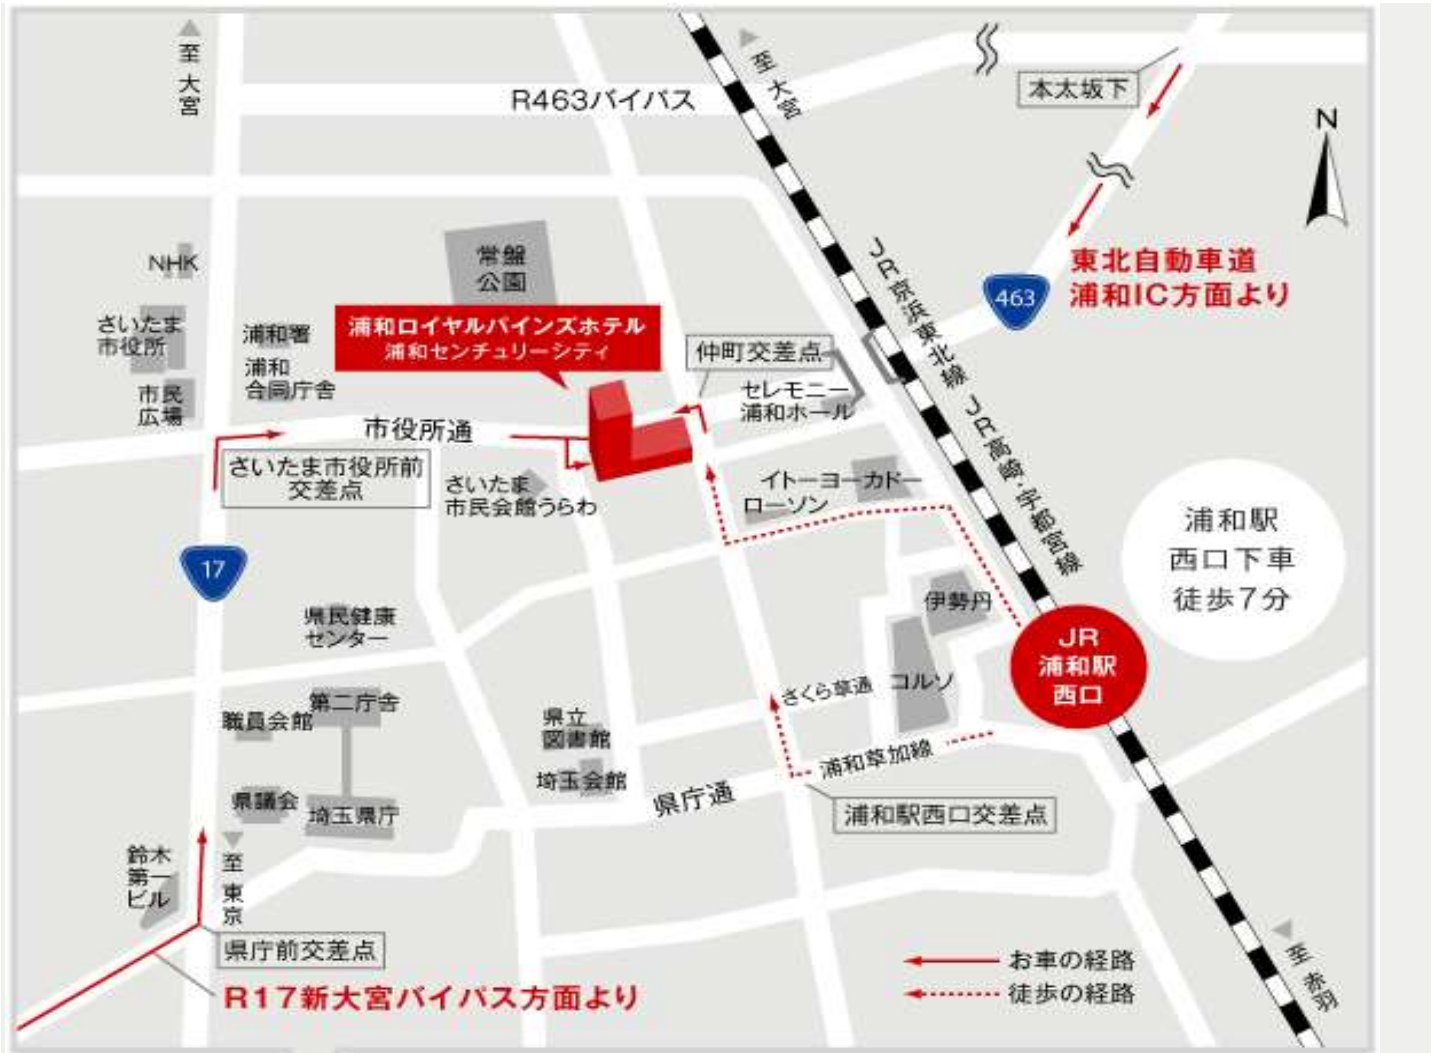 至
大
宮
R463バイパス
至
大
宮
本太坂下
N
NHK
常盤
公園
JR京浜東北線
東北自動車道
浦和IC方面より
463
さいたま
市役所
浦和署
浦和ロイヤルパインズホテル
浦和センチュリーシティ
仲町交差点
浦和
合同庁舎
市民
広場
セレモニー
浦和ホール
市役所通
JR高崎・宇都宮線
さいたま市役所前
交差点
さいたま
市民会館うらわ
イトーヨーカドー
ローソン
浦和駅
西口下車
徒歩7分
17
県民健康
センター
伊勢丹
JR
浦和駅
西口
さくら草通
コルソ
第二庁舎
職員会館
県立
図書館
浦和草加線
埼玉会館
県庁通
県議会
埼玉県庁
浦和駅西口交差点
鈴木
第一
ビル
至
東
京
県庁前交差点
R17新大宮バイパス方面より
お車の経路
徒歩の経路
至
赤
羽